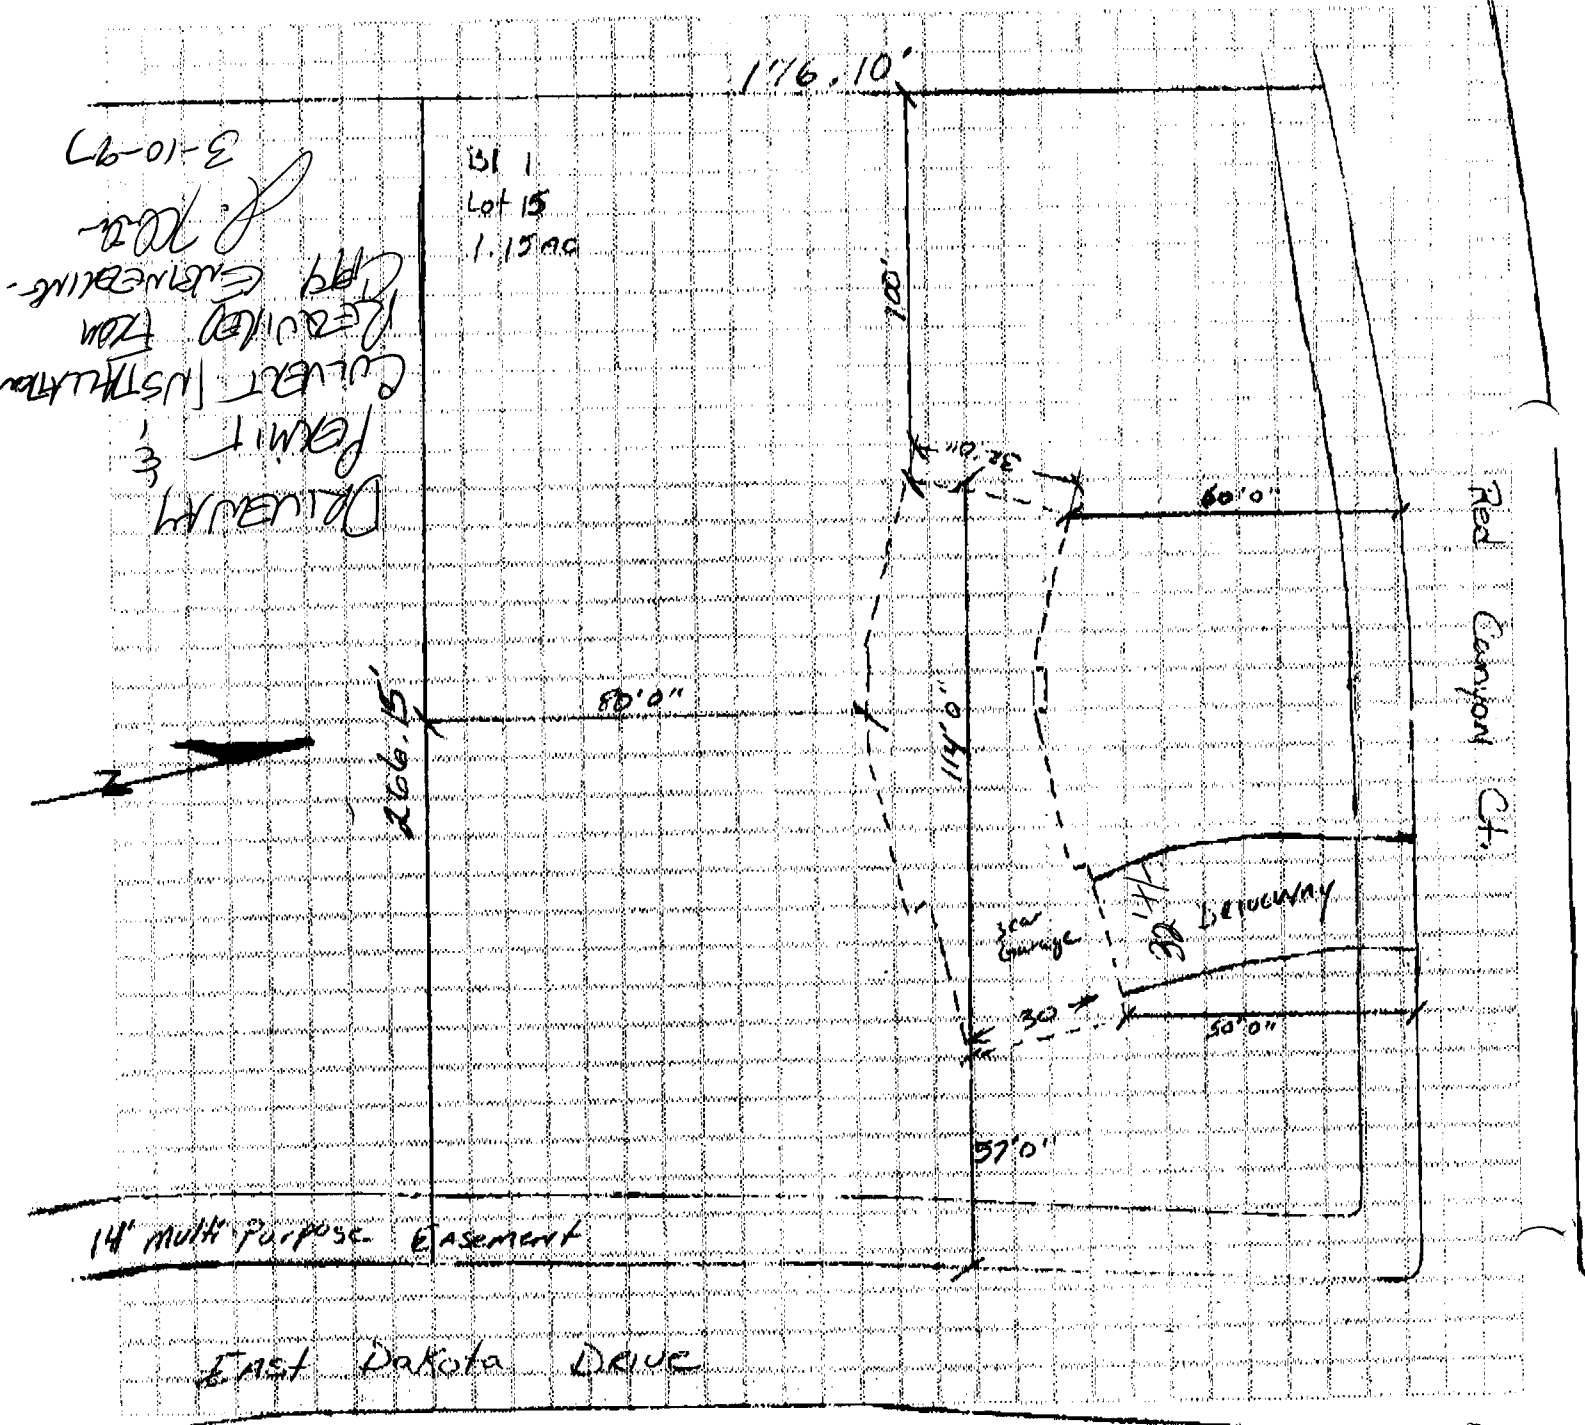 176.10'
Bl 1
Lot 15
1.15 ac
DRIVEWAY
PERMIT &
CULVERT INSTALLATION
REQUIRED FROM
CITY ENGINEERING.
3-10-97
100'
32'0"
60'0"
Red Canyon Ct.
80'0"
266.15'
114'0"
N
3 car
Garage
32'
Driveway
30
50'0"
57'0"
14' Multi Purpose Easement
East Dakota Drive